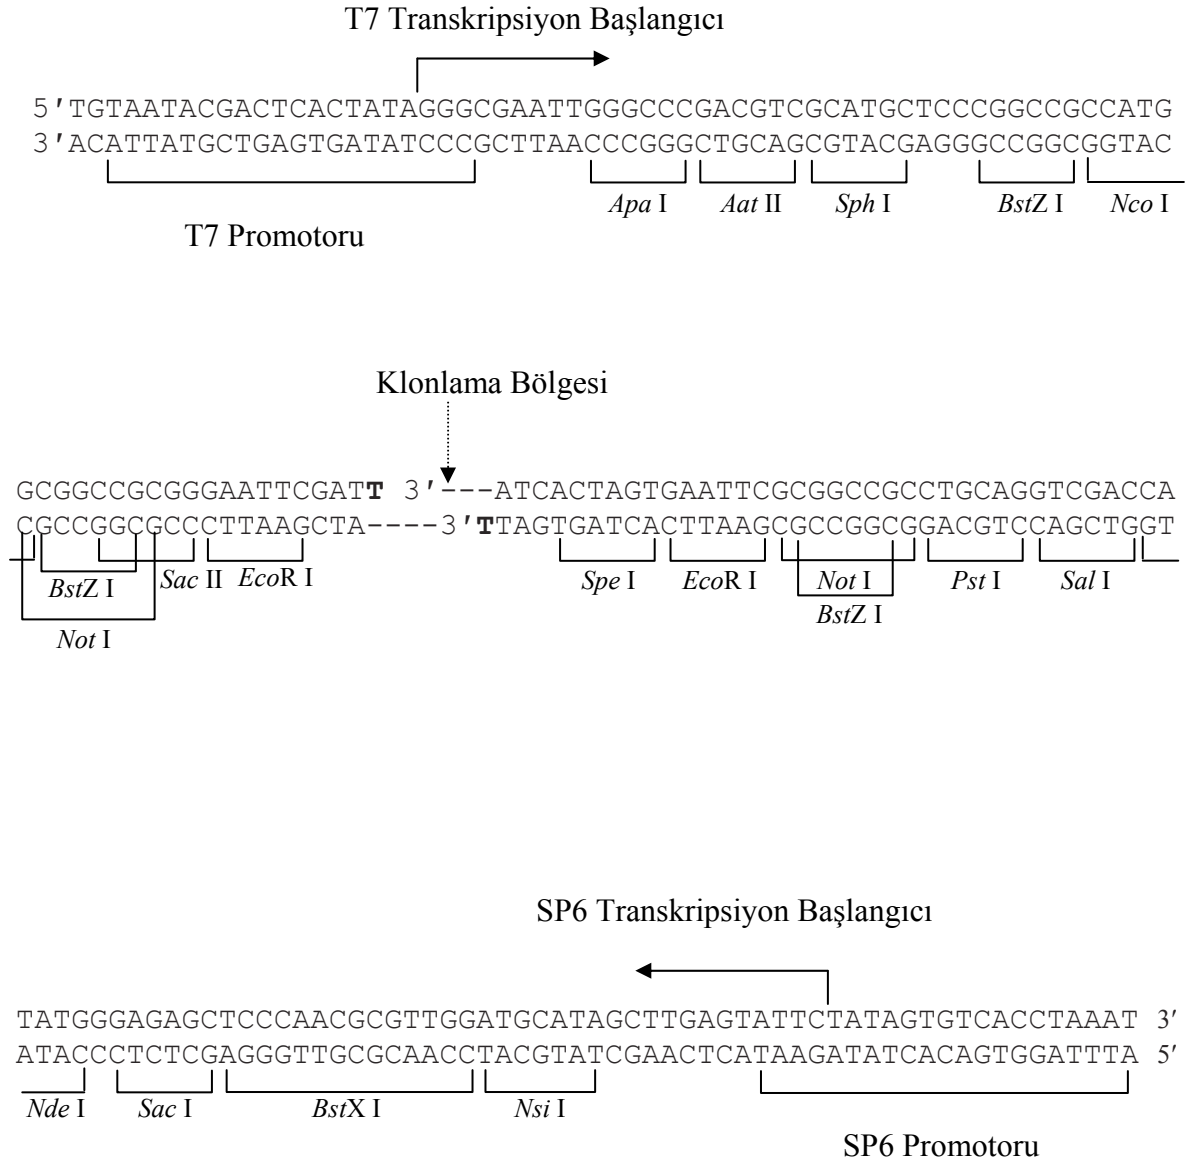 T7 Transkripsiyon Başlangıcı
5'TGTAATACGACTCACTATAGGGCGAATTGGGCCCGACGTCGCATGCTCCCGGCCGCCATG
3'ACATTATGCTGAGTGATATCCCGCTTAACCCGGGCTGCAGCGTACGAGGGCCGGCGGTAC
Apa I Aat II Sph I BstZ I Nco I
T7 Promotoru
Klonlama Bölgesi
GCGGCCGCGGGAATTCGATT 3'---ATCACTAGTGAATTCGCGGCCGCCTGCAGGTCGACCA
CGCCGGCGCCCTTAAGCTA----3'TTAGTGATCACTTAAGCGCCGGCGGACGTCCAGCTGGT
BstZ I Sac II EcoR I Spe I EcoR I Not I Pst I Sal I
BstZ I
Not I
SP6 Transkripsiyon Başlangıcı
TATGGGAGAGCTCCCAACGCGTTGGATGCATAGCTTGAGTATTCTATAGTGTCACCTAAAT 3'
ATACCCTCTCGAGGGTTGCGCAACCTACGTATCGAACTCATAAGATATCACAGTGGATTTA 5'
Nde I Sac I BstX I Nsi I
SP6 Promotoru